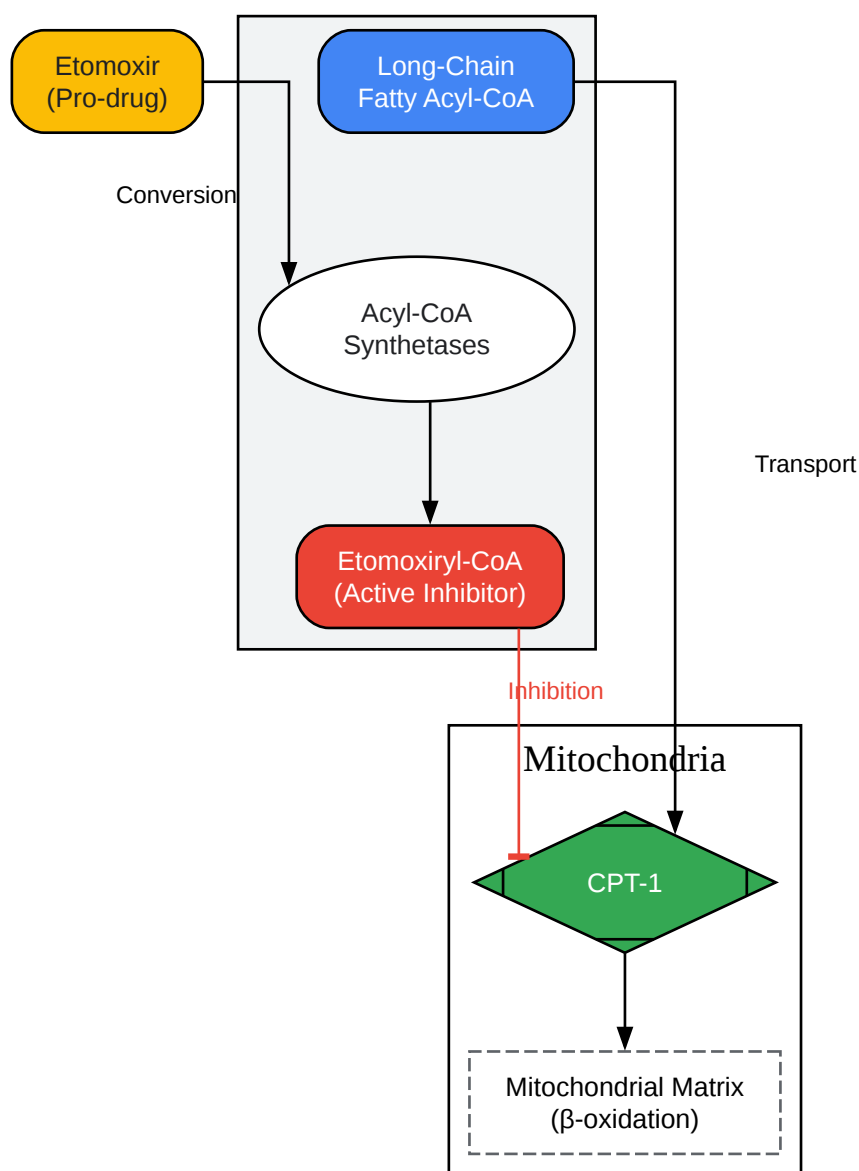 Etomoxir
(Pro-drug)
Long-Chain
Fatty Acyl-CoA
Conversion
Acyl-CoA
Synthetases
Transport
Etomoxiryl-CoA
(Active Inhibitor)
Inhibition
Mitochondria
CPT-1
Mitochondrial Matrix
(β-oxidation)